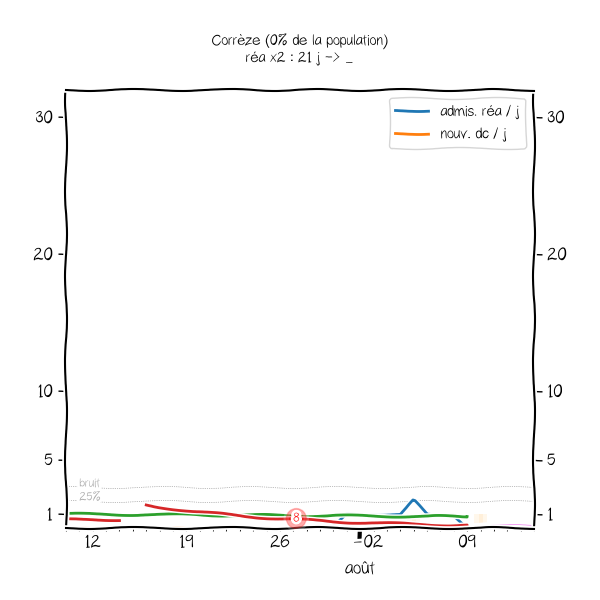 Corrèze (0% de la population)
réa x2 : 21 j -> _
admis. réa / j
nouv. dc / j
30
30
20
20
10
10
5
5
bruit
25%
1
1
8
12
19
26
02
09
août